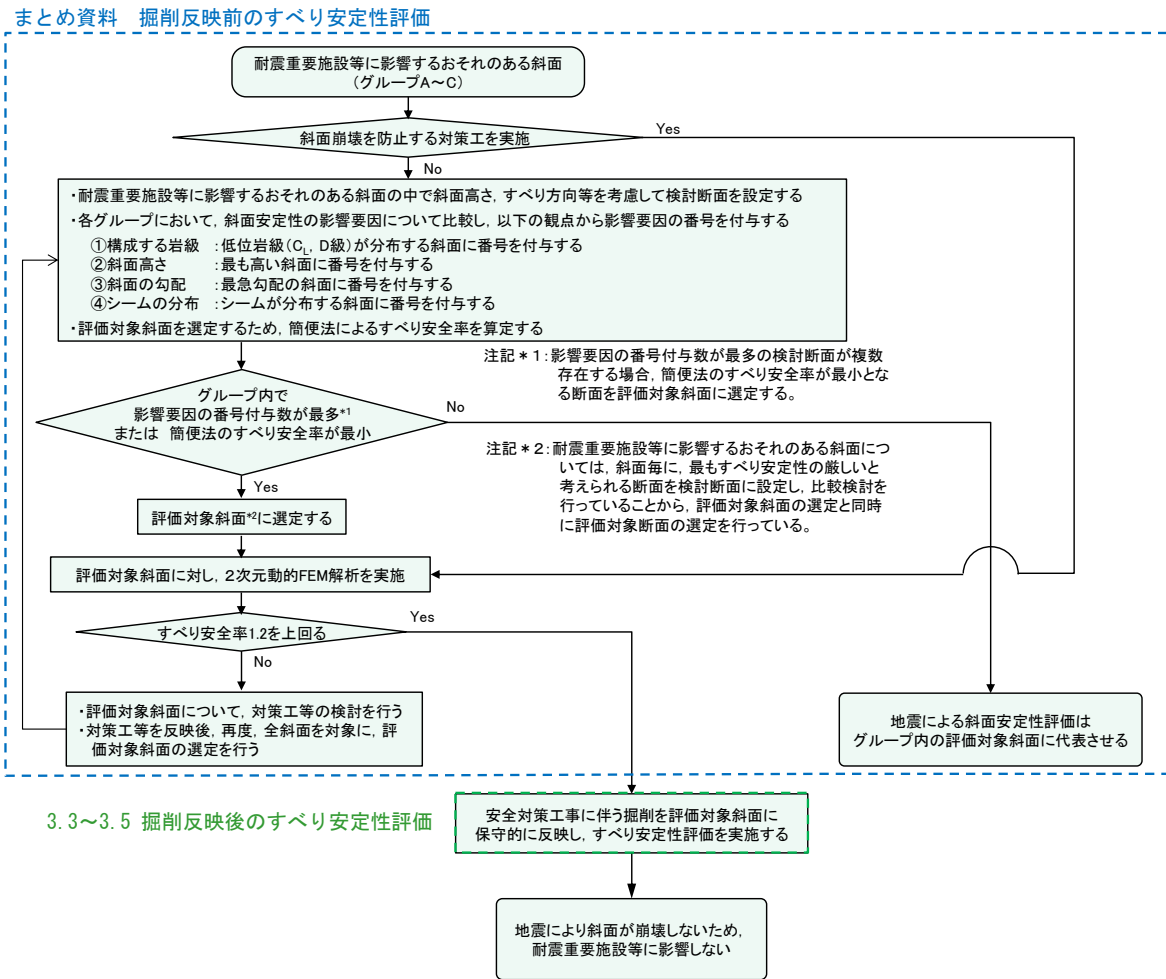 まとめ資料 掘削反映前のすべり安定性評価
耐震重要施設等に影響するおそれのある斜面
(グループA～C)
斜面崩壊を防止する対策工を実施
Yes
No
・耐震重要施設等に影響するおそれのある斜面の中で斜面高さ，すべり方向等を考慮して検討断面を設定する
・各グループにおいて，斜面安定性の影響要因について比較し，以下の観点から影響要因の番号を付与する
①構成する岩級 ：低位岩級(CL，D級)が分布する斜面に番号を付与する
②斜面高さ ：最も高い斜面に番号を付与する
③斜面の勾配 ：最急勾配の斜面に番号を付与する
④シームの分布 ：シームが分布する斜面に番号を付与する
・評価対象斜面を選定するため，簡便法によるすべり安全率を算定する
注記＊1：影響要因の番号付与数が最多の検討断面が複数
存在する場合，簡便法のすべり安全率が最小とな
る断面を評価対象斜面に選定する。
グループ内で
影響要因の番号付与数が最多*1
または 簡便法のすべり安全率が最小
No
Yes
注記＊2：耐震重要施設等に影響するおそれのある斜面につ
いては，斜面毎に，最もすべり安定性の厳しいと
考えられる断面を検討断面に設定し，比較検討を
行っていることから，評価対象斜面の選定と同時
に評価対象断面の選定を行っている。
評価対象斜面*2に選定する
評価対象斜面に対し，2次元動的FEM解析を実施
すべり安全率1.2を上回る
Yes
No
・評価対象斜面について，対策工等の検討を行う
・対策工等を反映後，再度，全斜面を対象に，評
価対象斜面の選定を行う
地震による斜面安定性評価は
グループ内の評価対象斜面に代表させる
3.3～3.5 掘削反映後のすべり安定性評価
安全対策工事に伴う掘削を評価対象斜面に
保守的に反映し，すべり安定性評価を実施する
地震により斜面が崩壊しないため，
耐震重要施設等に影響しない